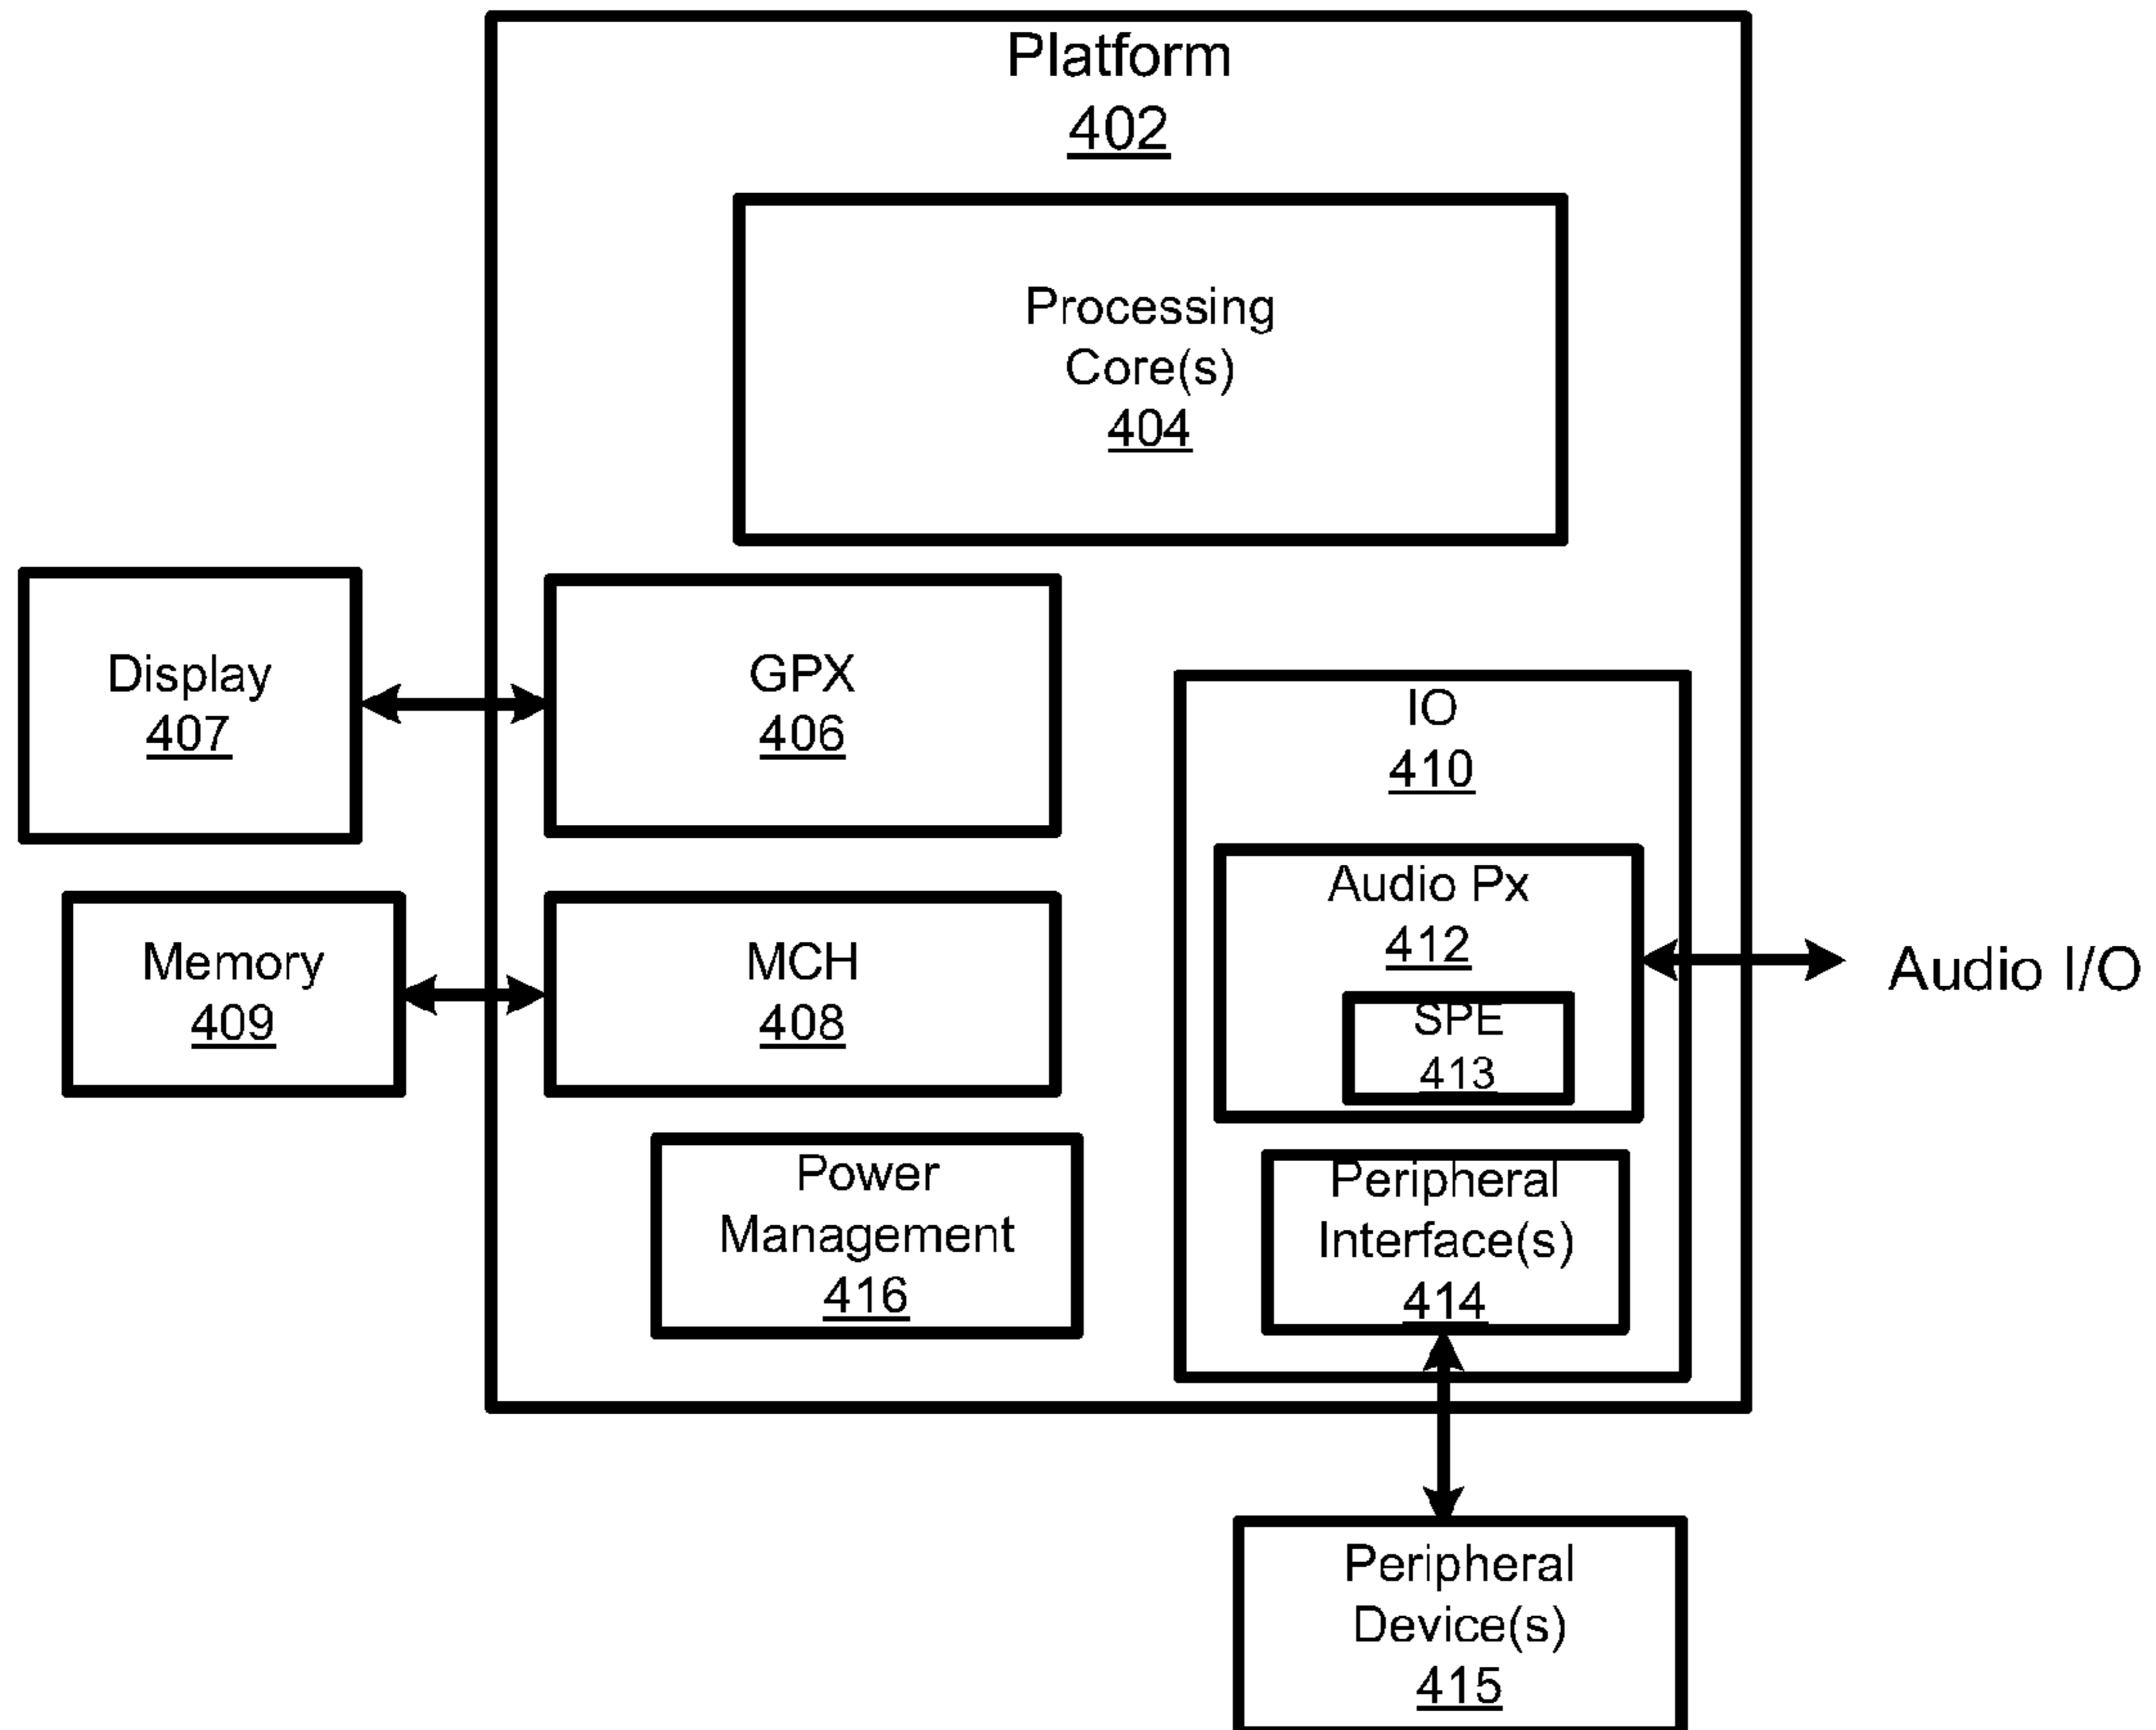 Platform
402
Processing
Core(s)
404
Display
407
GPX
406
IO
410
Audio Px
412
SPE
413
Audio I/O
Memory
409
MCH
408
Power
Management
416
Peripheral
Interface(s)
414
Peripheral
Device(s)
415